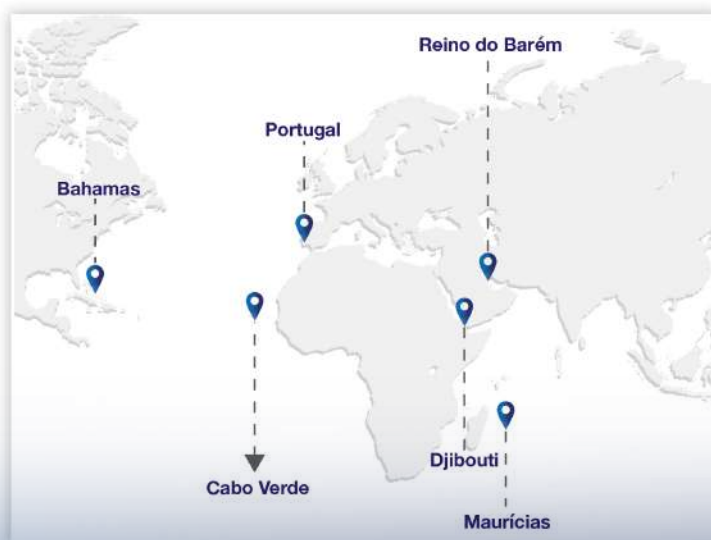 Reino do Barém
Portugal
Bahamas
Djibouti
Cabo Verde
Maurícias